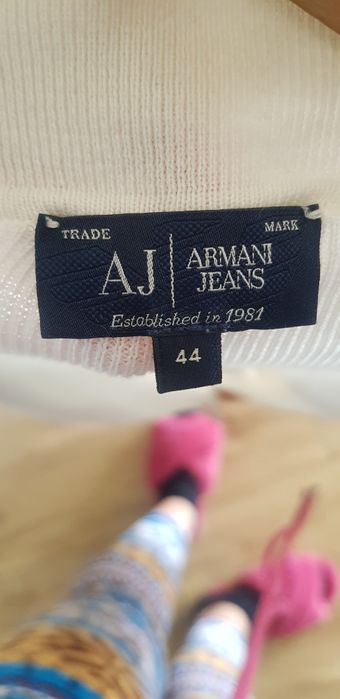 TRADE MARK
AJ ARMANI JEANS
Established in 1981
44